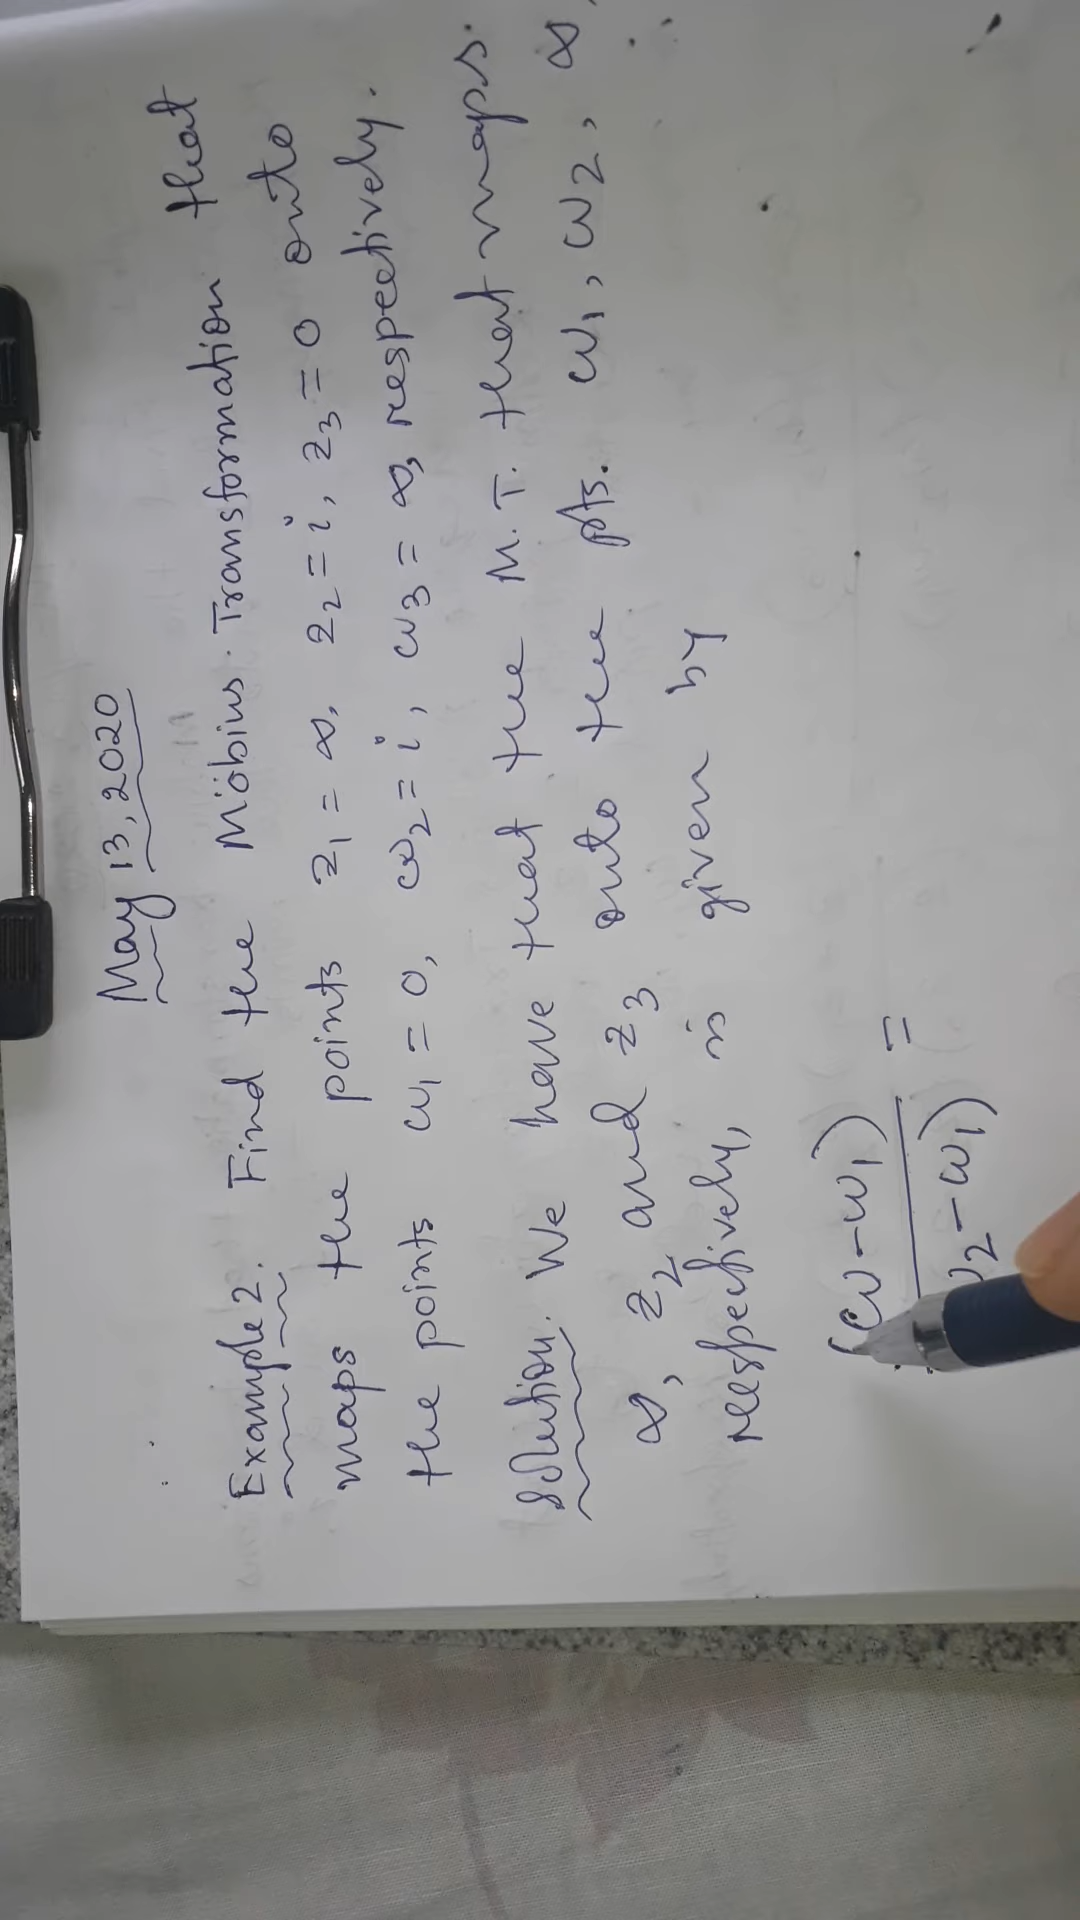 May 13, 2020
Example 2. Find the Möbius Transformation that
maps the points z₁ = ∞, z₂ = i, z₃ = 0 onto
the points w₁ = 0, w₂ = i, w₃ = ∞, respectively.
Solution. We have that the M. T. that maps
∞, z₂ and z₃ onto the pts. w₁, w₂, ∞,
respectively, is given by
(w - w₁) =
₂ - w₁)